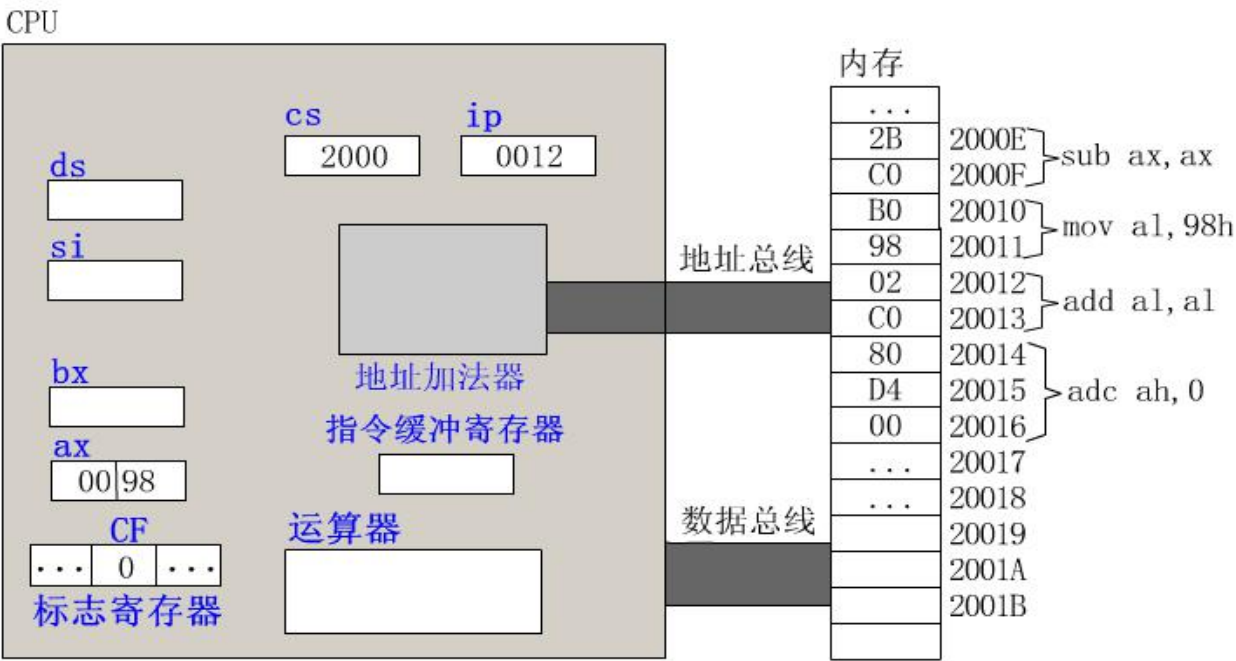 CPU
cs
ip
2000
0012
ds
si
地址加法器
bx
指令缓冲寄存器
ax
00 98
CF
... 0 ...
标志寄存器
运算器
地址总线
数据总线
内存
...
2B 2000E
C0 2000F
sub ax,ax
B0 20010
98 20011
mov al,98h
02 20012
C0 20013
add al,al
80 20014
D4 20015
00 20016
adc ah,0
... 20017
... 20018
20019
2001A
2001B